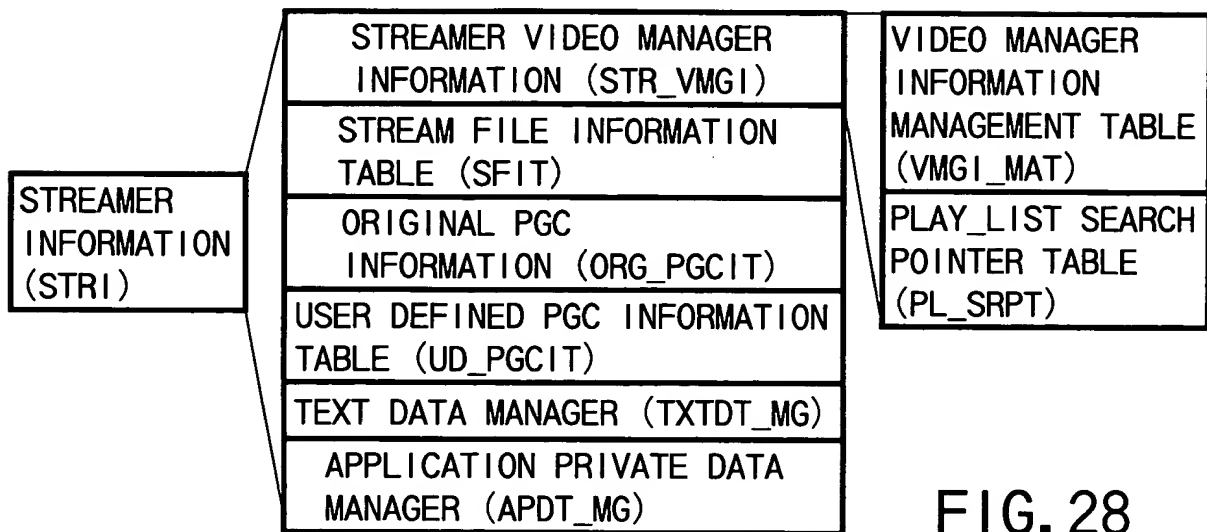 STREAMER
INFORMATION
(STRI)
STREAMER VIDEO MANAGER
INFORMATION (STR_VMGI)
STREAM FILE INFORMATION
TABLE (SFIT)
ORIGINAL PGC
INFORMATION (ORG_PGCIT)
USER DEFINED PGC INFORMATION
TABLE (UD_PGCIT)
TEXT DATA MANAGER (TXTDT_MG)
APPLICATION PRIVATE DATA
MANAGER (APDT_MG)
VIDEO MANAGER
INFORMATION
MANAGEMENT TABLE
(VMGI_MAT)
PLAY_LIST SEARCH
POINTER TABLE
(PL_SRPT)
FIG. 28